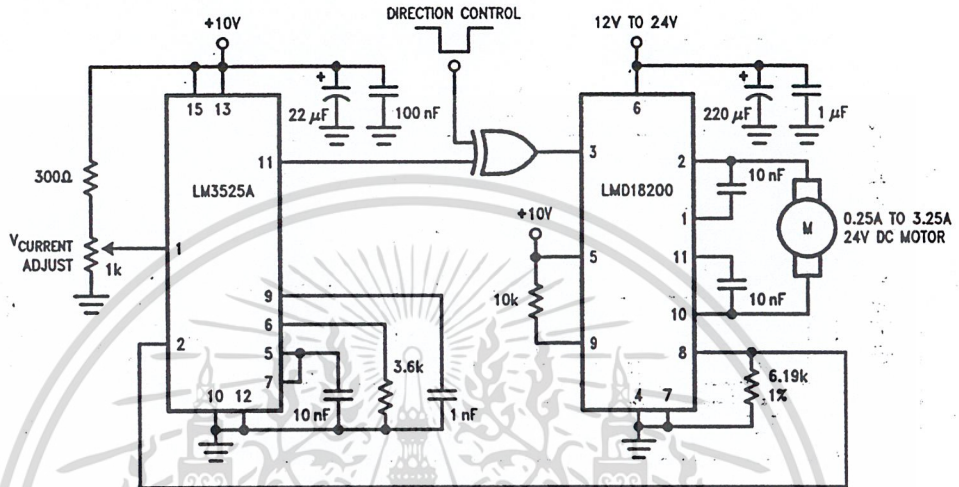 DIRECTION CONTROL
+10V
12V TO 24V
15 13
22 µF
100 nF
6
220 µF
1 µF
11
3
2
10 nF
300Ω
LM3525A
LMD18200
1
+10V
M
0.25A TO 3.25A
24V DC MOTOR
VCURRENT
ADJUST
1k
1
5
11
10k
10 nF
9
10
6
9
8
2
5
3.6k
6.19k
1%
7
10 12
10 nF
1 nF
4 7